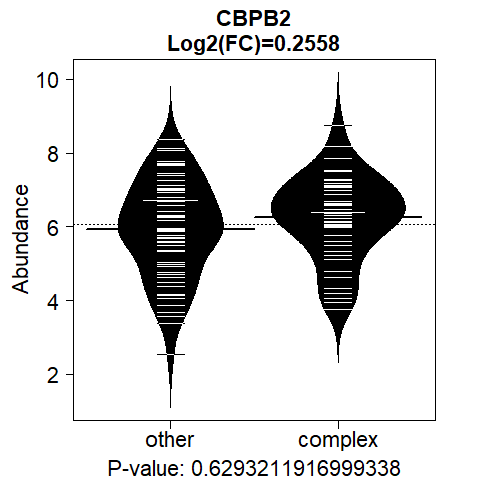 CBPB2
Log2(FC)=0.2558
Abundance
10
8
6
4
2
other complex
P-value: 0.6293211916999338